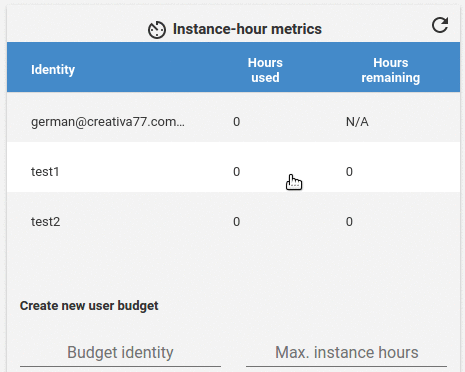 Instance-hour metrics
Identity
Hours used
Hours remaining
german@creativa77.com…
0
N/A
test1
0
0
test2
0
0
Create new user budget
Budget identity
Max. instance hours